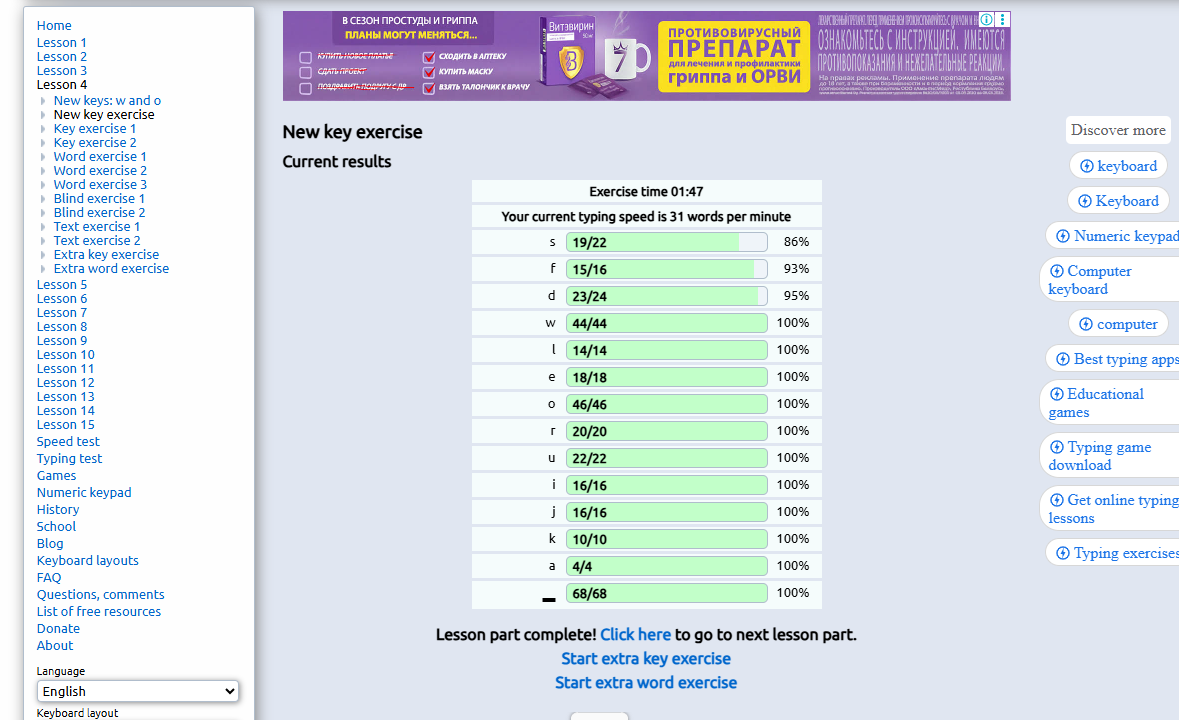 Home
Lesson 1
Lesson 2
Lesson 3
Lesson 4
New keys: w and o
New key exercise
Key exercise 1
Key exercise 2
Word exercise 1
Word exercise 2
Word exercise 3
Blind exercise 1
Blind exercise 2
Text exercise 1
Text exercise 2
Extra key exercise
Extra word exercise
Lesson 5
Lesson 6
Lesson 7
Lesson 8
Lesson 9
Lesson 10
Lesson 11
Lesson 12
Lesson 13
Lesson 14
Lesson 15
Speed test
Typing test
Games
Numeric keypad
History
School
Blog
Keyboard layouts
FAQ
Questions, comments
List of free resources
Donate
About
Language
English
Keyboard layout
В СЕЗОН ПРОСТУДЫ И ГРИППА
ПЛАНЫ МОГУТ МЕНЯТЬСЯ...
КУПИТЬ НОВОЕ ПЛАТЬЕ
СДАТЬ ПРОЕКТ
ПОЗДРАВИТЬ ПОДРУГУ С ДР
СХОДИТЬ В АПТЕКУ
КУПИТЬ МАСКУ
ВЗЯТЬ ТАЛОНЧИК К ВРАЧУ
Витвирин
ПРОТИВОВИРУСНЫЙ
ПРЕПАРАТ
для лечения и профилактики
гриппа и ОРВИ
ОЗНАКОМЬТЕСЬ С ИНСТРУКЦИЕЙ. ИМЕЮТСЯ
ПРОТИВОПОКАЗАНИЯ И НЕЖЕЛАТЕЛЬНЫЕ РЕАКЦИИ.
На правах рекламы. Применение препарата людям
New key exercise
Current results
Exercise time 01:47
Your current typing speed is 31 words per minute
s 19/22 86%
f 15/16 93%
d 23/24 95%
w 44/44 100%
l 14/14 100%
e 18/18 100%
o 46/46 100%
r 20/20 100%
u 22/22 100%
i 16/16 100%
j 16/16 100%
k 10/10 100%
a 4/4 100%
_ 68/68 100%
Lesson part complete! Click here to go to next lesson part.
Start extra key exercise
Start extra word exercise
Discover more
keyboard
Keyboard
Numeric keypad
Computer
keyboard
computer
Best typing apps
Educational
games
Typing game
download
Get online typing
lessons
Typing exercises